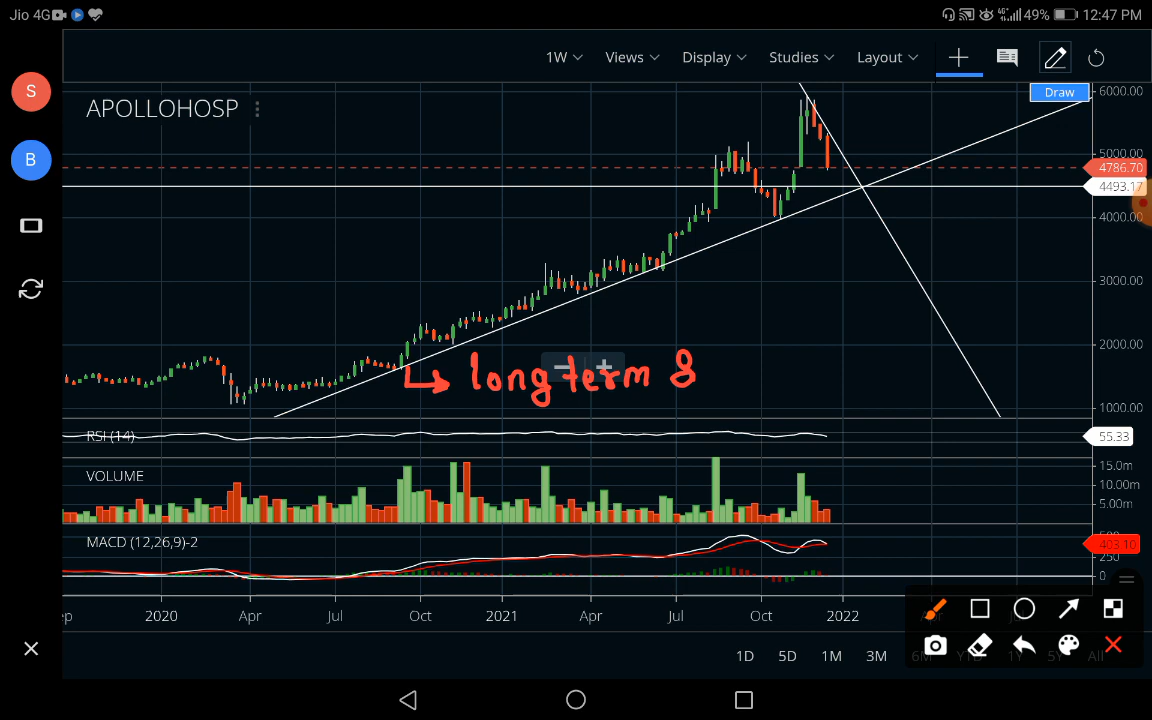 Jio 4G 49% 12:47 PM
1W Views Display Studies Layout
S
APOLLOHOSP
Draw
6000.00
B
5000.00
4786.70
4493.17
4000.00
3000.00
2000.00
long term 8
1000.00
RSI (14)
55.33
VOLUME
15.0m
10.00m
5.00m
MACD (12,26,9)-2
403.10
250
0
2020 Apr Jul Oct 2021 Apr Jul Oct 2022
1D 5D 1M 3M 6M YTD 1Y 5Y All